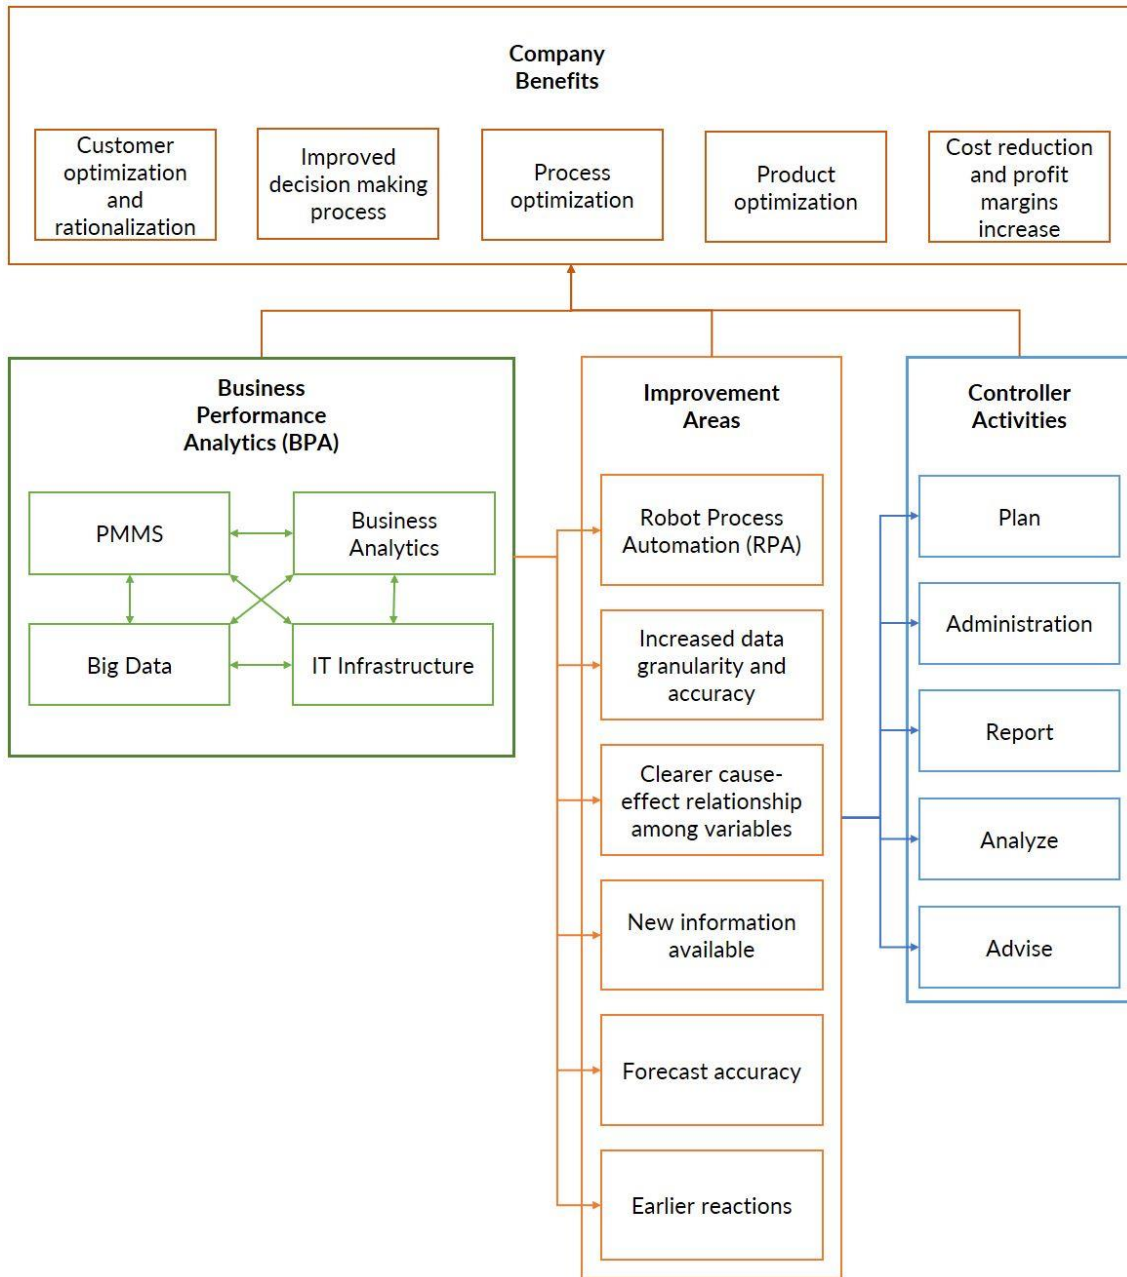 Company
Benefits
Customer
optimization
and
rationalization
Improved
decision making
process
Process
optimization
Product
optimization
Cost reduction
and profit
margins
increase
Business
Performance
Analytics (BPA)
PMMS
Business
Analytics
Big Data
IT Infrastructure
Improvement
Areas
Robot Process
Automation (RPA)
Increased data
granularity and
accuracy
Clearer cause-
effect relationship
among variables
New information
available
Forecast accuracy
Earlier reactions
Controller
Activities
Plan
Administration
Report
Analyze
Advise